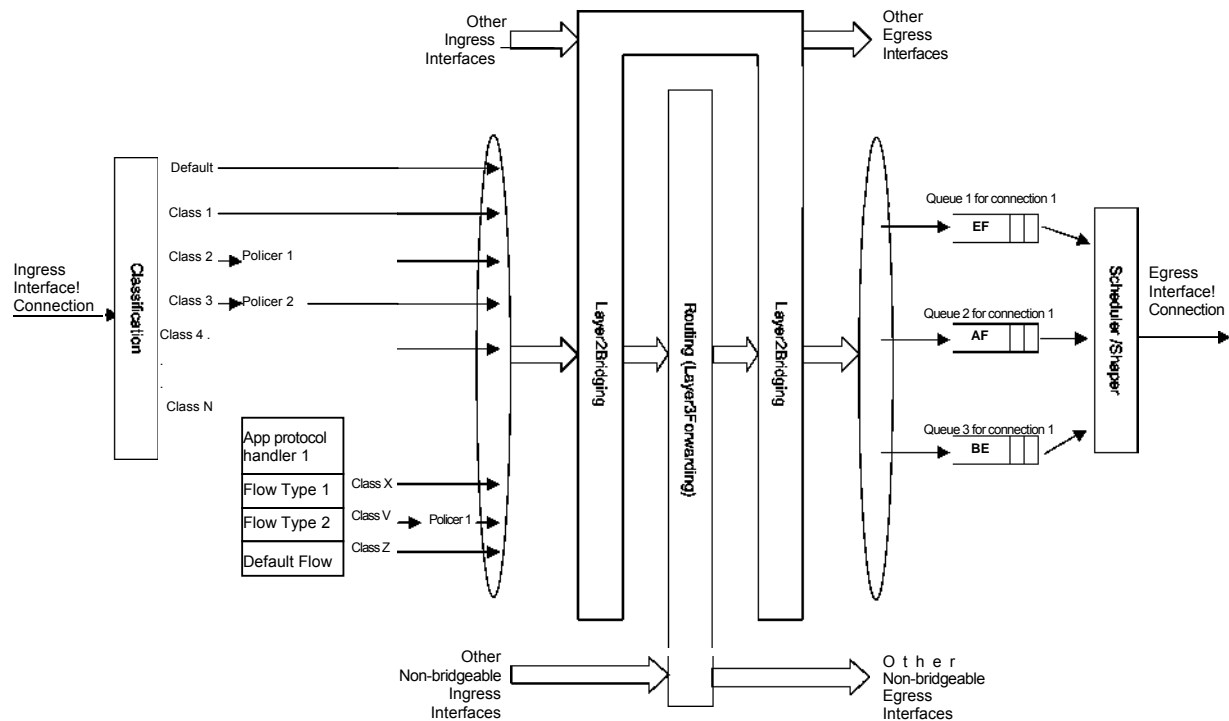 Other
Ingress
Interfaces
Other
Egress
Interfaces
Default
Class 1
Class 2
Policer 1
Class 3
Policer 2
Class 4 .
.
.
Class N
Ingress
Interface!
Connection
Classification
App protocol
handler 1
Flow Type 1
Flow Type 2
Default Flow
Class X
Class V
Policer 1
Class Z
Layer2Bridging
Routing (Layer3Forwarding)
Layer2Bridging
Queue 1 for connection 1
EF
Queue 2 for connection 1
AF
Queue 3 for connection 1
BE
Scheduler /Shaper
Egress
Interface!
Connection
Other
Non-bridgeable
Ingress
Interfaces
O t h e r
Non-bridgeable
Egress
Interfaces